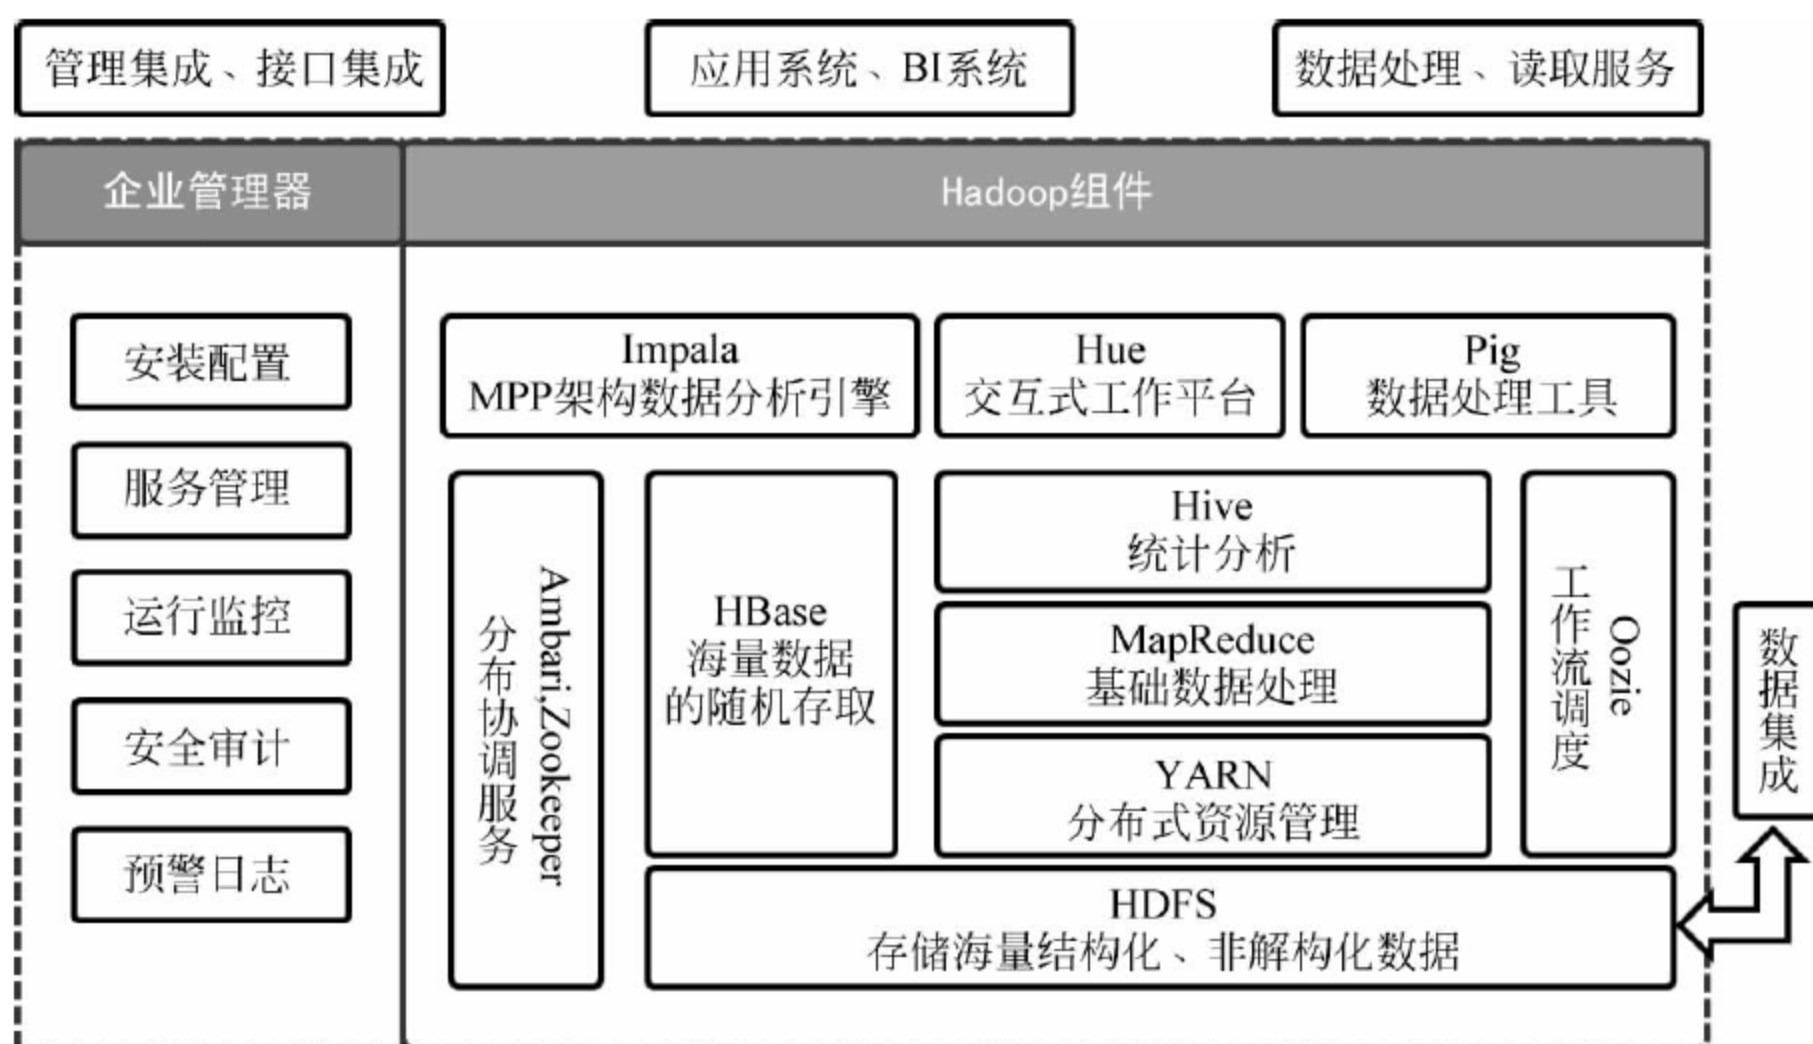 管理集成、接口集成
应用系统、BI系统
数据处理、读取服务
企业管理器
Hadoop组件
安装配置
服务管理
运行监控
安全审计
预警日志
Impala
MPP架构数据分析引擎
Hue
交互式工作平台
Pig
数据处理工具
Ambari,Zookeeper
分布协调服务
HBase
海量数据
的随机存取
Hive
统计分析
MapReduce
基础数据处理
YARN
分布式资源管理
Oozie
工作流调度
HDFS
存储海量结构化、非解构化数据
数据集成